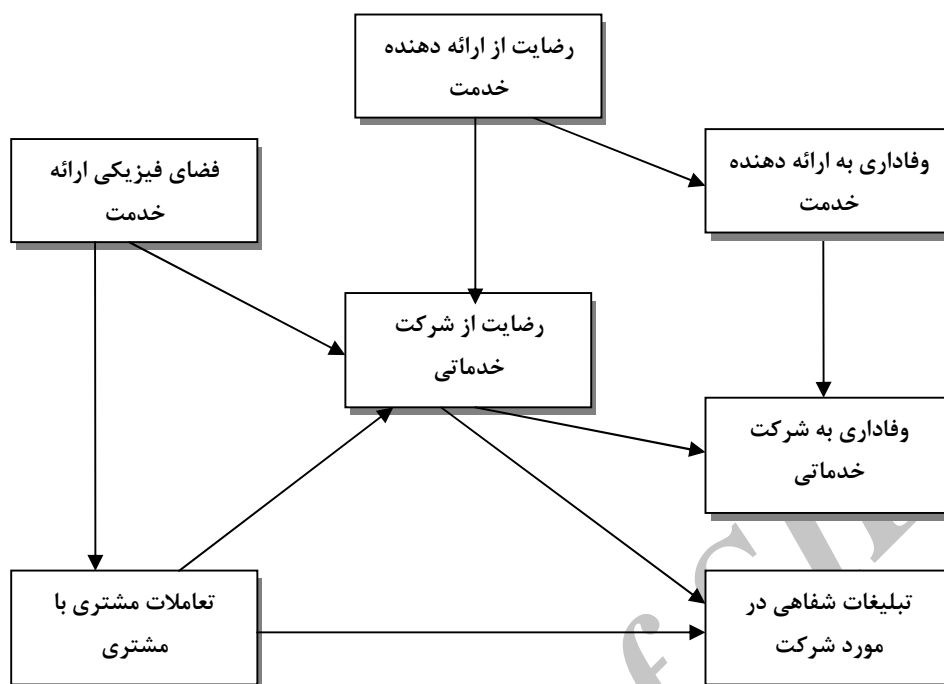 رضایت از ارائه دهنده
خدمت
وفاداری به ارائه دهنده
خدمت
فضای فیزیکی ارائه
خدمت
رضایت از شرکت
خدماتی
وفاداری به شرکت
خدماتی
تعاملات مشتری با
مشتری
تبلیغات شفاهی در
مورد شرکت